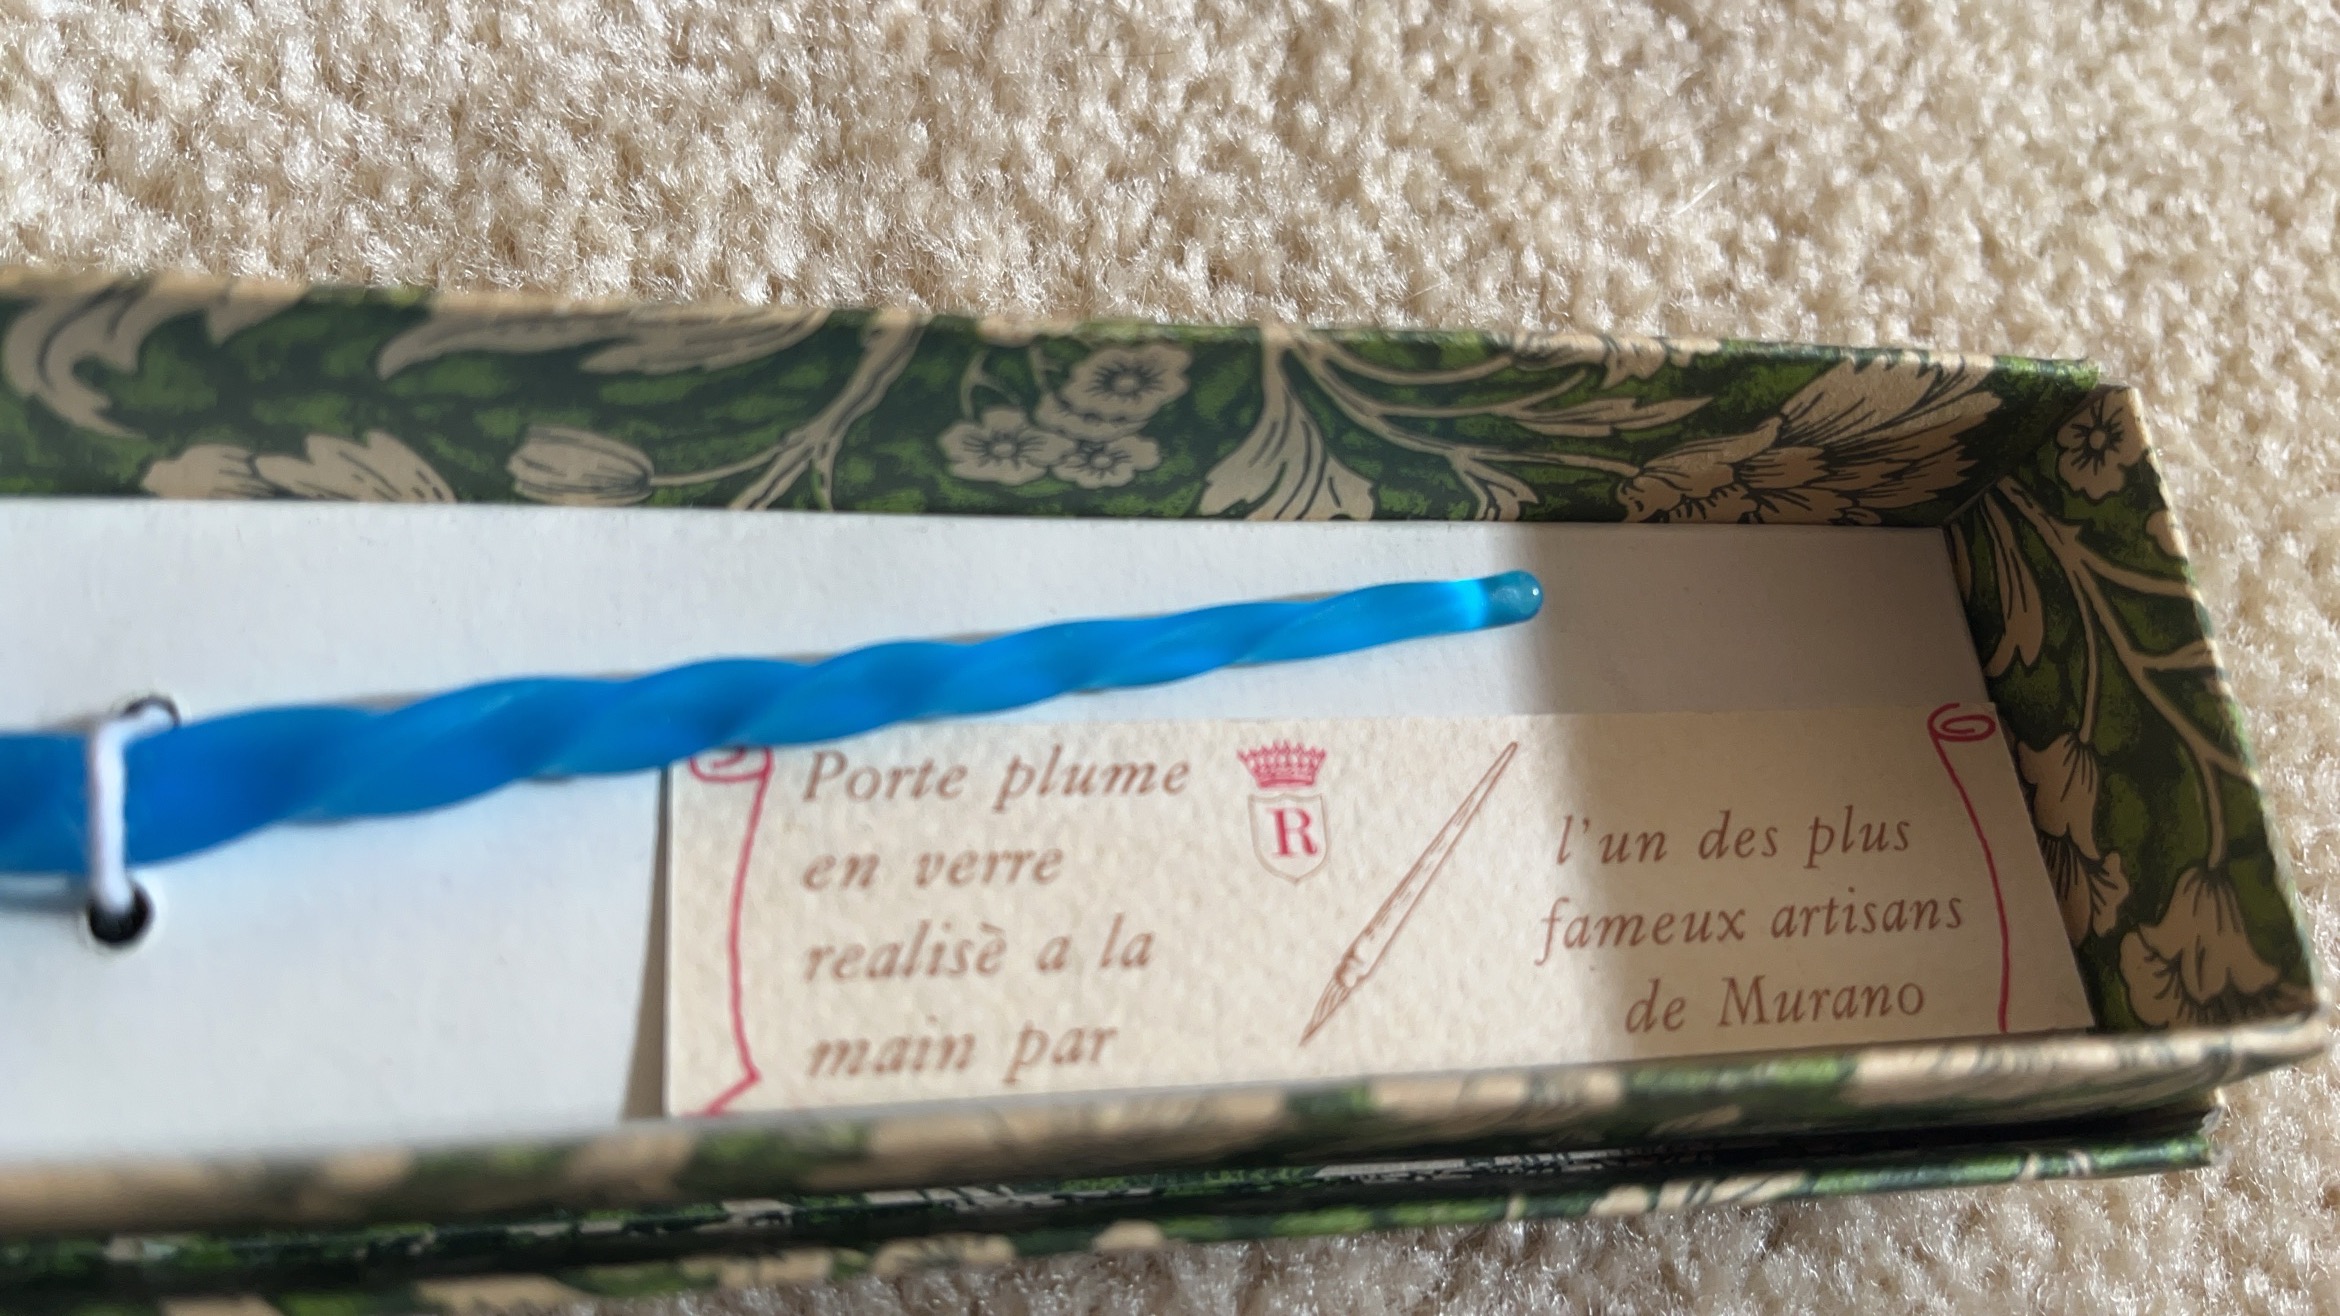 Porte plume
en verre
realisè a la
main par
R
l'un des plus
fameux artisans
de Murano